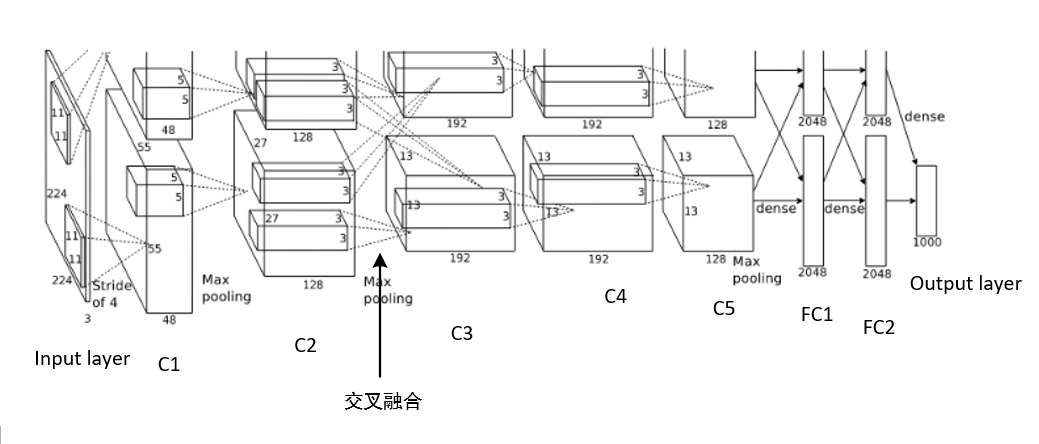 11
11
224
11
11
224
3
Stride
of 4
Input layer
5
5
48
55
5
5
55
48
C1
Max
pooling
3
3
3
128
27
3
3
27
3
3
128
C2
Max
pooling
交叉融合
3
3
192
13
13
3
3
192
C3
3
3
192
13
3
3
13
192
C4
128
13
13
128
C5
Max
pooling
dense
2048
2048
FC1
dense
2048
2048
FC2
dense
1000
Output layer